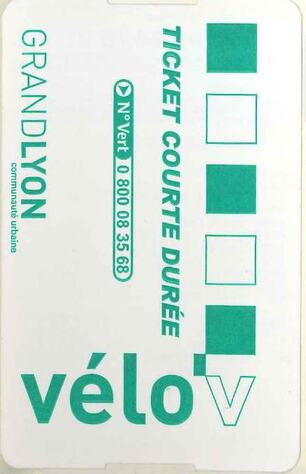 GRANDLYON
communauté urbaine
N° Vert 0 800 08 35 68
TICKET COURTE DURÉE
vélo'v